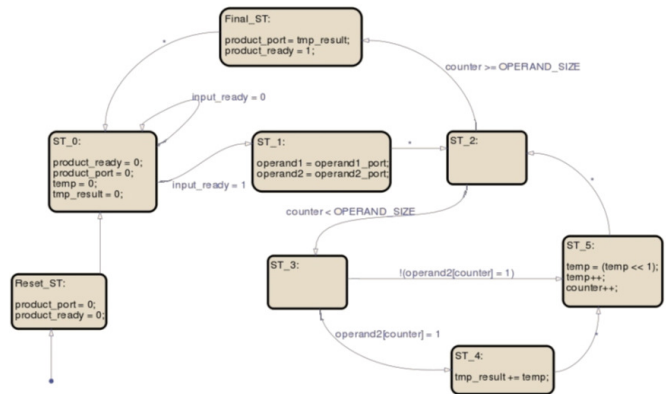 Final_ST:
product_port = tmp_result;
product_ready = 1;
*
counter >= OPERAND_SIZE
input_ready = 0
ST_0:
product_ready = 0;
product_port = 0;
temp = 0;
tmp_result = 0;
ST_1:
operand1 = operand1_port;
operand2 = operand2_port;
*
ST_2:
input_ready = 1
*
counter < OPERAND_SIZE
ST_3:
ST_5:
temp = (temp << 1);
temp++;
counter++;
!(operand2[counter] = 1)
Reset_ST:
product_port = 0;
product_ready = 0;
operand2[counter] = 1
*
ST_4:
tmp_result += temp;